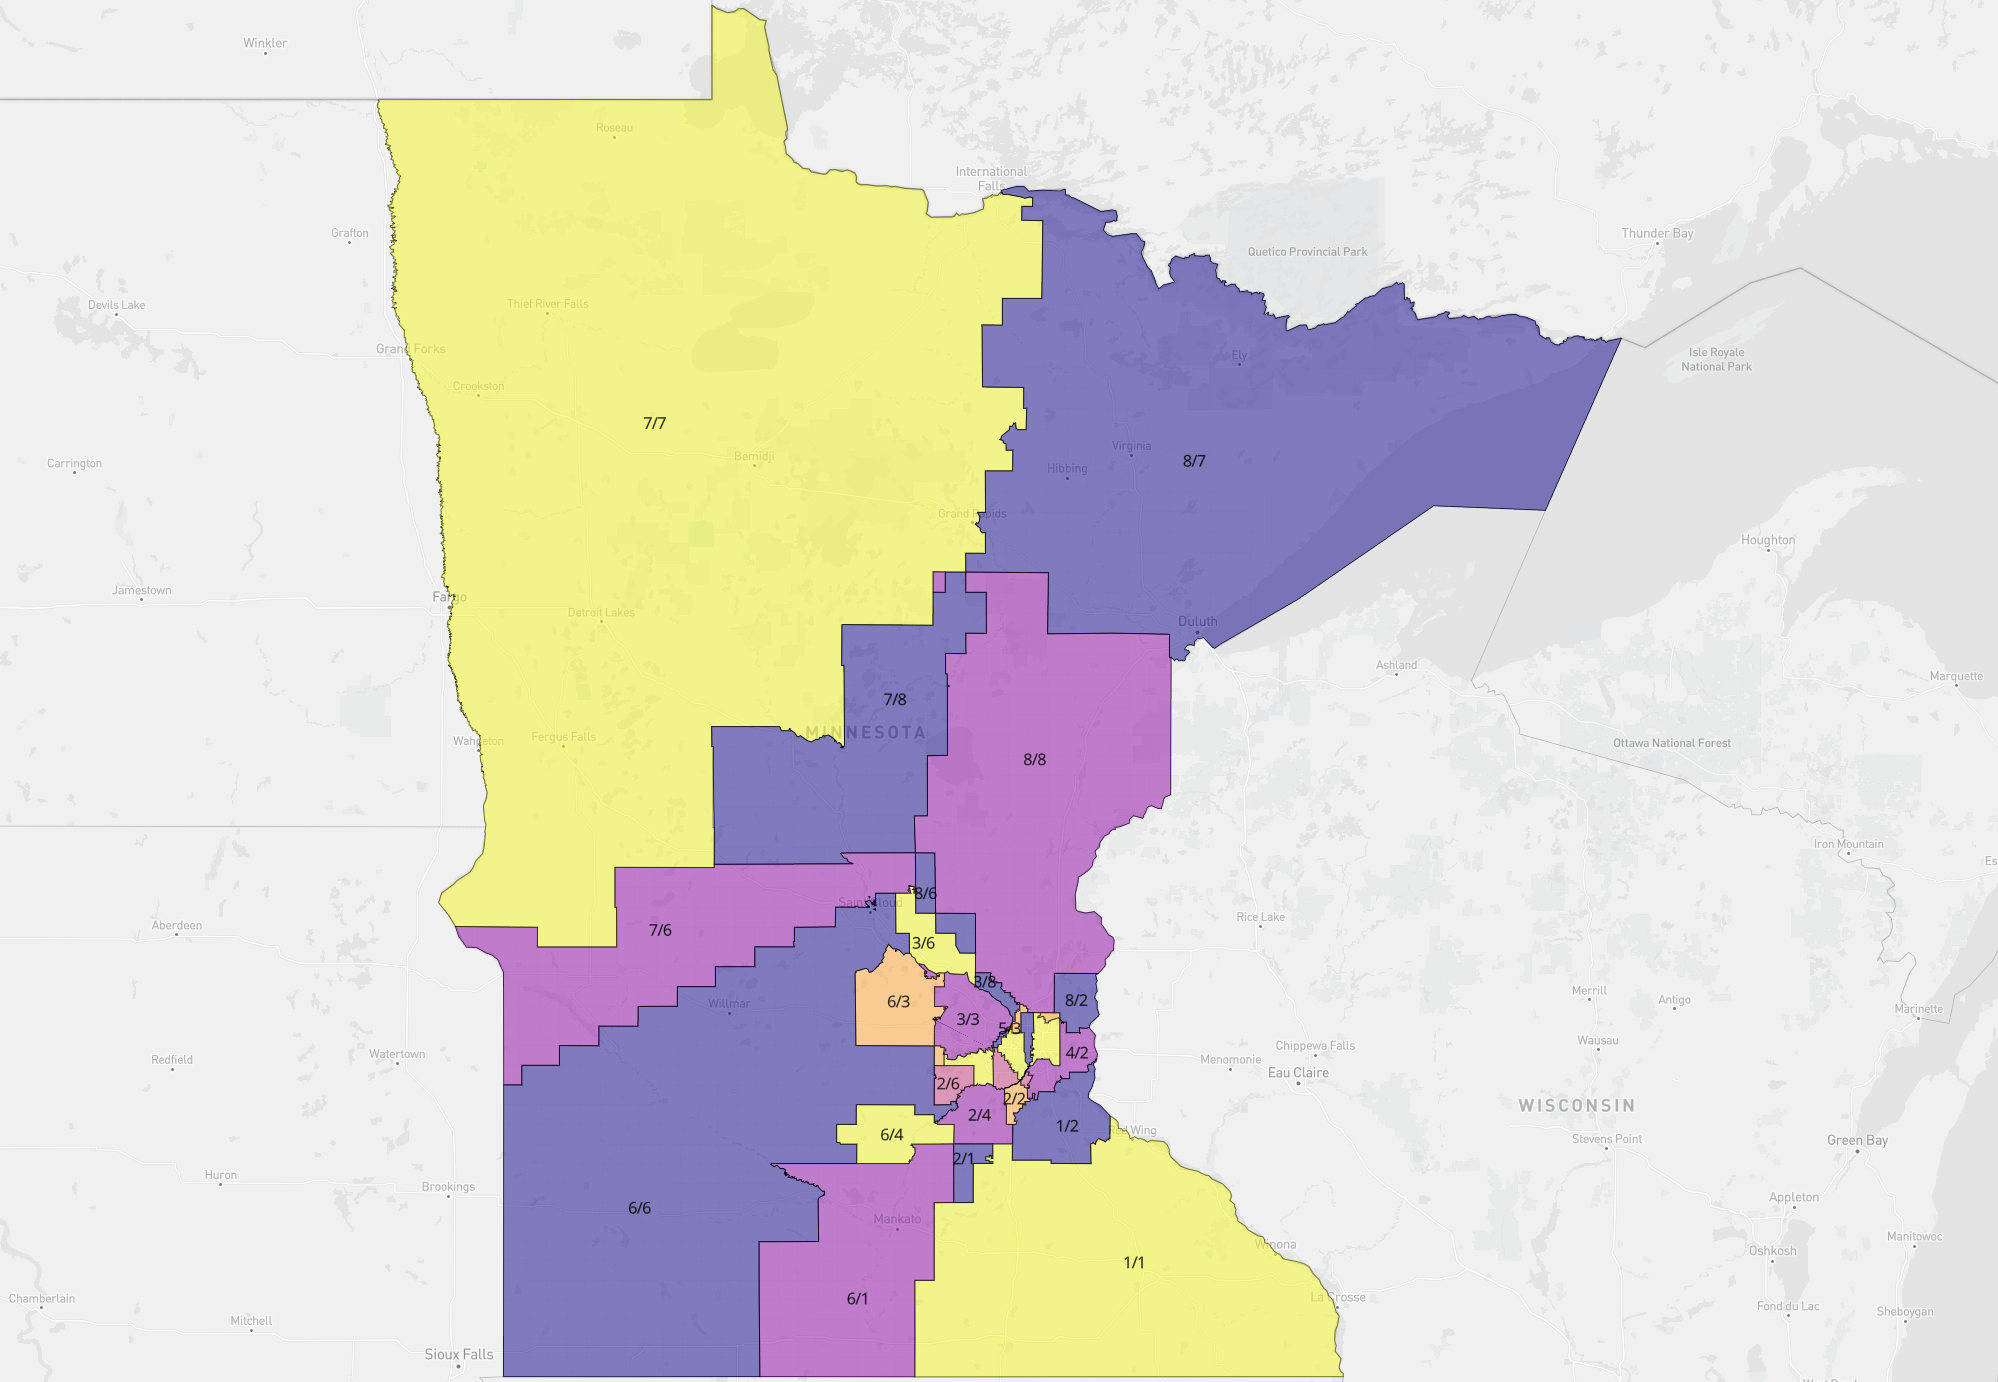 Winkler
Roseau
International
Falls
Grafton
Thunder Bay
Quetico Provincial Park
Devils Lake
Thief River Falls
Grand Forks
Isle Royale
National Park
Ely
Crookston
7/7
Virginia
8/7
Bemidji
Hibbing
Carrington
Grand Rapids
Houghton
Jamestown
Fargo
Detroit Lakes
Duluth
Ashland
Marquette
7/8
MINNESOTA
Wahpeton
Fergus Falls
Ottawa National Forest
8/8
Iron Mountain
Es
8/6
Saint Cloud
Rice Lake
Aberdeen
7/6
3/6
3/8
Merrill
Antigo
6/3
8/2
Willmar
Marinette
3/3
5/3
Wausau
Chippewa Falls
4/2
Watertown
Redfield
Menomonie
Eau Claire
2/6
2/2
WISCONSIN
2/4
1/2
Red Wing
6/4
Stevens Point
Green Bay
2/1
Huron
Brookings
Appleton
6/6
Mankato
Manitowoc
Winona
Oshkosh
1/1
Chamberlain
6/1
La Crosse
Fond du Lac
Sheboygan
Mitchell
Sioux Falls